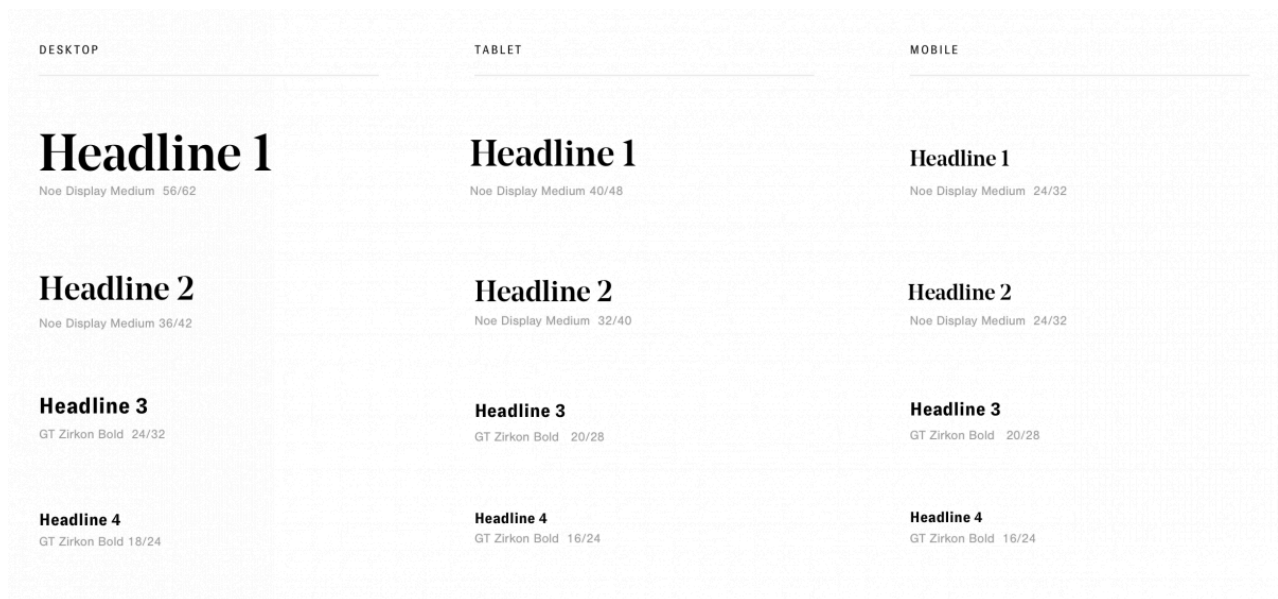 DESKTOP
Headline 1
Noe Display Medium 56/62
Headline 2
Noe Display Medium 36/42
Headline 3
GT Zirkon Bold 24/32
Headline 4
GT Zirkon Bold 18/24
TABLET
Headline 1
Noe Display Medium 40/48
Headline 2
Noe Display Medium 32/40
Headline 3
GT Zirkon Bold 20/28
Headline 4
GT Zirkon Bold 16/24
MOBILE
Headline 1
Noe Display Medium 24/32
Headline 2
Noe Display Medium 24/32
Headline 3
GT Zirkon Bold 20/28
Headline 4
GT Zirkon Bold 16/24